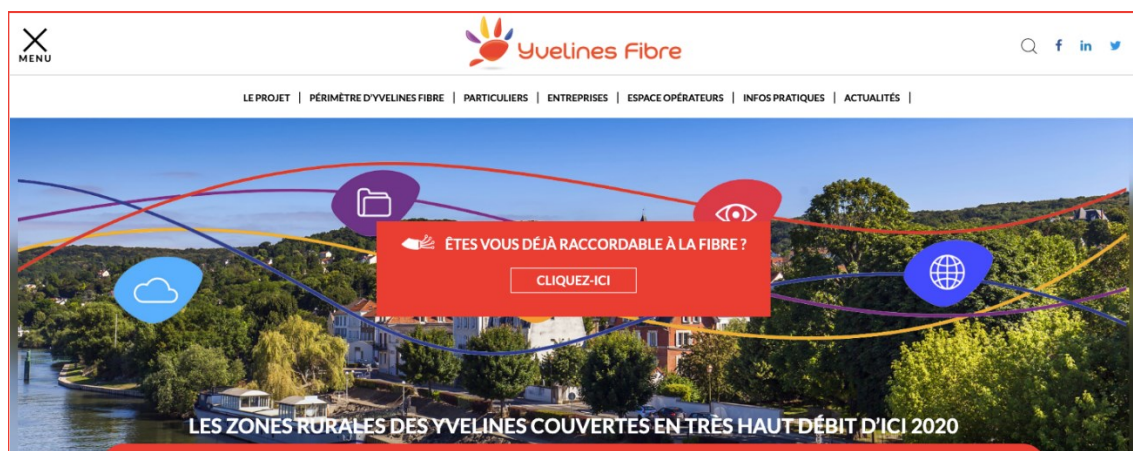 MENU
Yvelines Fibre
f in
LE PROJET | PÉRIMÈTRE D'YVELINES FIBRE | PARTICULIERS | ENTREPRISES | ESPACE OPÉRATEURS | INFOS PRATIQUES | ACTUALITÉS |
ÊTES VOUS DÉJÀ RACCORDABLE À LA FIBRE ?
CLIQUEZ-ICI
LES ZONES RURALES DES YVELINES COUVERTES EN TRÈS HAUT DÉBIT D'ICI 2020